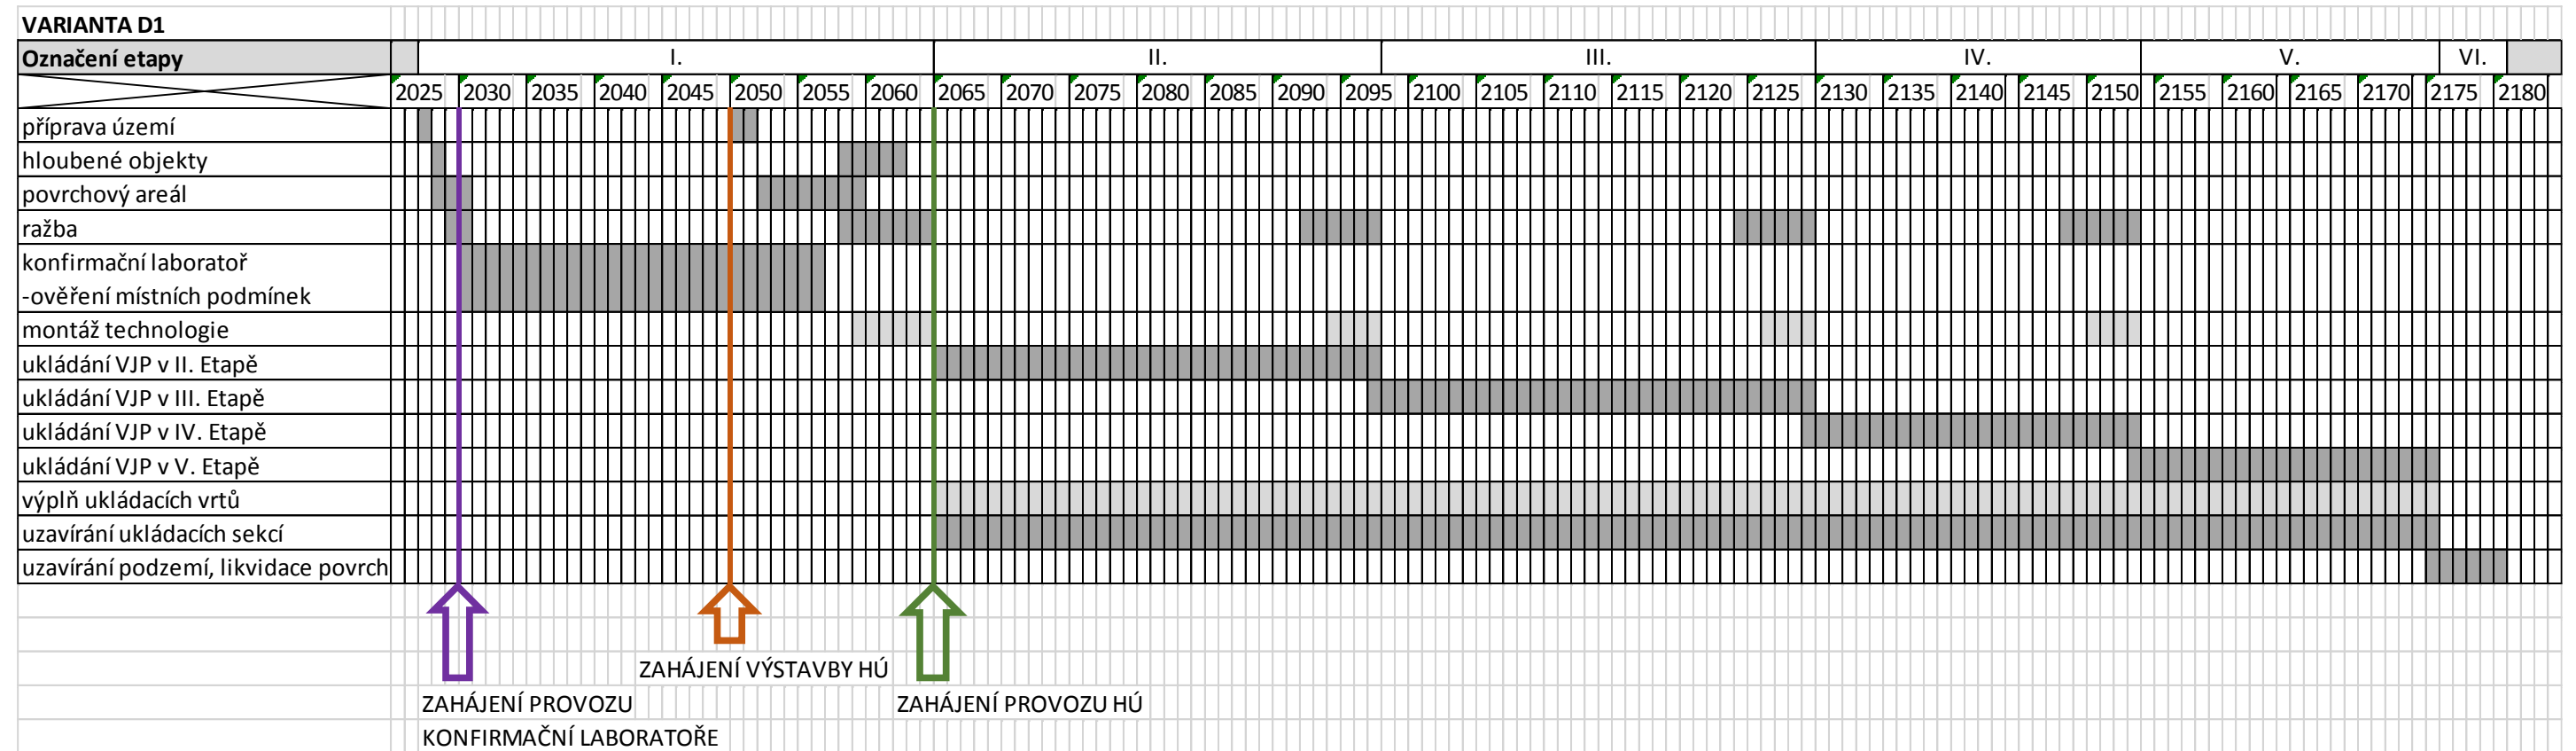 VARIANTA D1
Označení etapy I. II. III. IV. V. VI.
2025 2030 2035 2040 2045 2050 2055 2060 2065 2070 2075 2080 2085 2090 2095 2100 2105 2110 2115 2120 2125 2130 2135 2140 2145 2150 2155 2160 2165 2170 2175 2180
příprava území
hloubené objekty
povrchový areál
ražba
konfirmační laboratoř
-ověření místních podmínek
montáž technologie
ukládání VJP v II. Etapě
ukládání VJP v III. Etapě
ukládání VJP v IV. Etapě
ukládání VJP v V. Etapě
výplň ukládacích vrtů
uzavírání ukládacích sekcí
uzavírání podzemí, likvidace povrch
ZAHÁJENÍ VÝSTAVBY HÚ
ZAHÁJENÍ PROVOZU ZAHÁJENÍ PROVOZU HÚ
KONFIRMAČNÍ LABORATOŘE